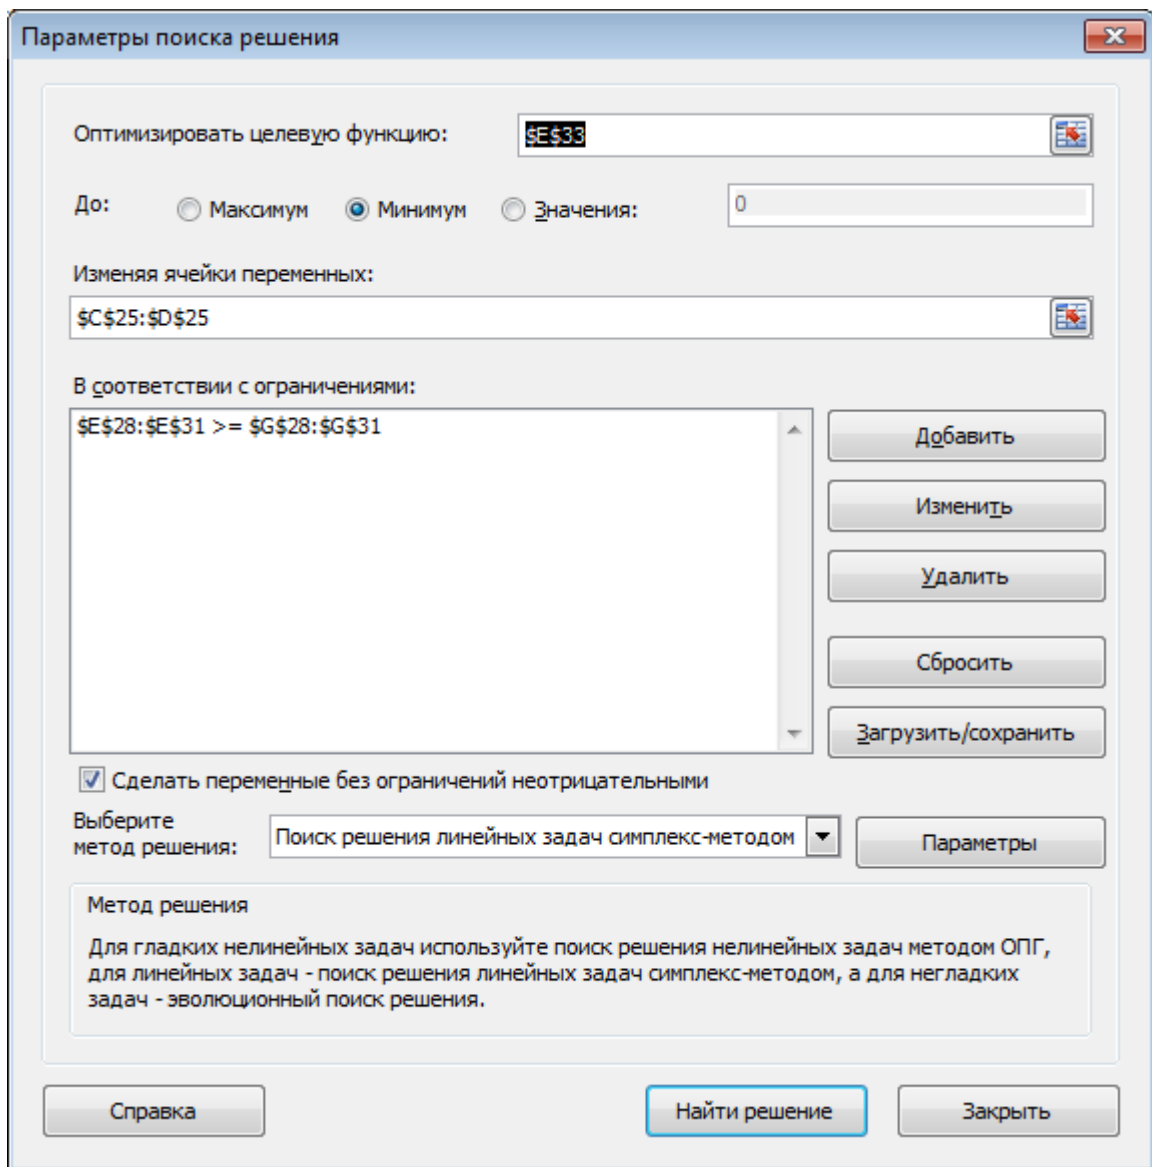 Параметры поиска решения
Оптимизировать целевую функцию:
$E$33
До:
Максимум
Минимум
Значения:
0
Изменяя ячейки переменных:
$C$25:$D$25
В соответствии с ограничениями:
$E$28:$E$31 >= $G$28:$G$31
Добавить
Изменить
Удалить
Сбросить
Загрузить/сохранить
Сделать переменные без ограничений неотрицательными
Выберите
метод решения:
Поиск решения линейных задач симплекс-методом
Параметры
Метод решения
Для гладких нелинейных задач используйте поиск решения нелинейных задач методом ОПГ,
для линейных задач - поиск решения линейных задач симплекс-методом, а для негладких
задач - эволюционный поиск решения.
Справка
Найти решение
Закрыть